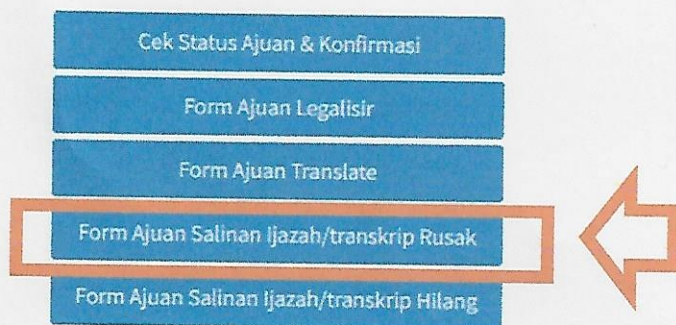 Cek Status Ajuan & Konfirmasi
Form Ajuan Legalisir
Form Ajuan Translate
Form Ajuan Salinan Ijazah/transkrip Rusak
Form Ajuan Salinan Ijazah/transkrip Hilang